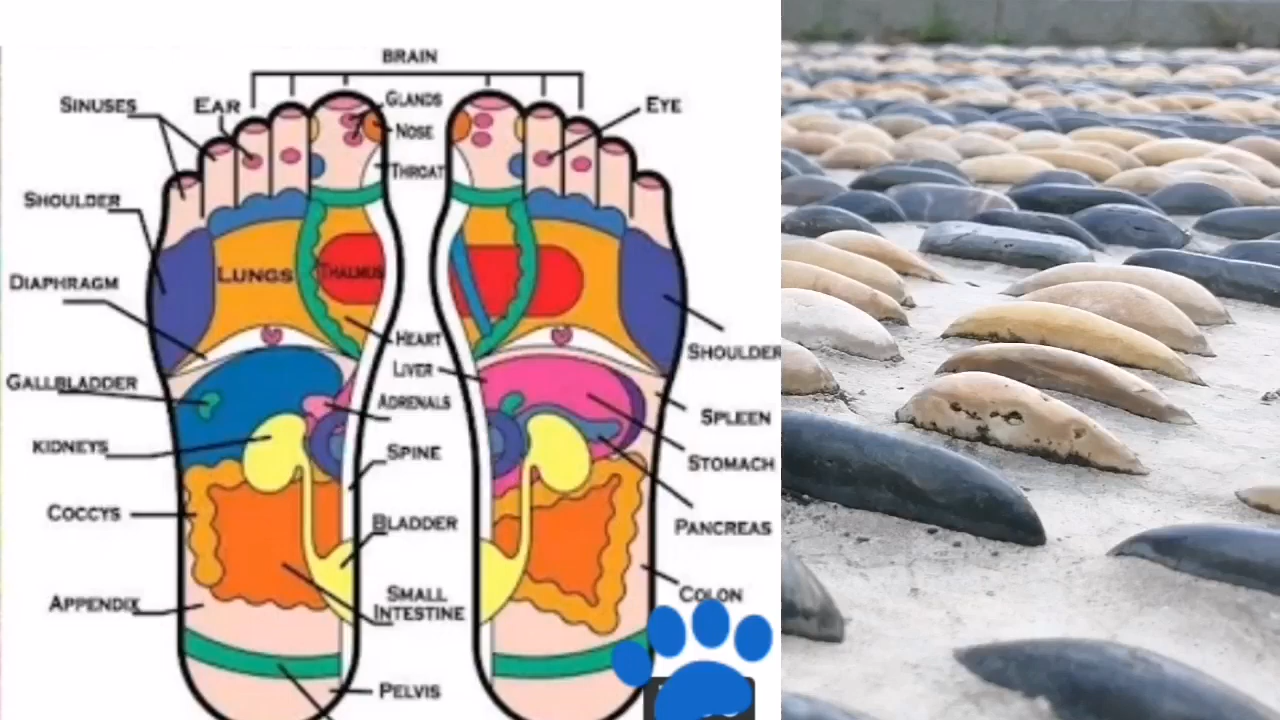 BRAIN
SINUSES
EAR
GLANDS
EYE
NOSE
THROAT
SHOULDER
DIAPHRAGM
LUNGS
THALMUS
HEART
SHOULDER
LIVER
GALLBLADDER
ADRENALS
SPLEEN
KIDNEYS
SPINE
STOMACH
COCCYS
BLADDER
PANCREAS
APPENDIX
SMALL
INTESTINE
COLON
PELVIS